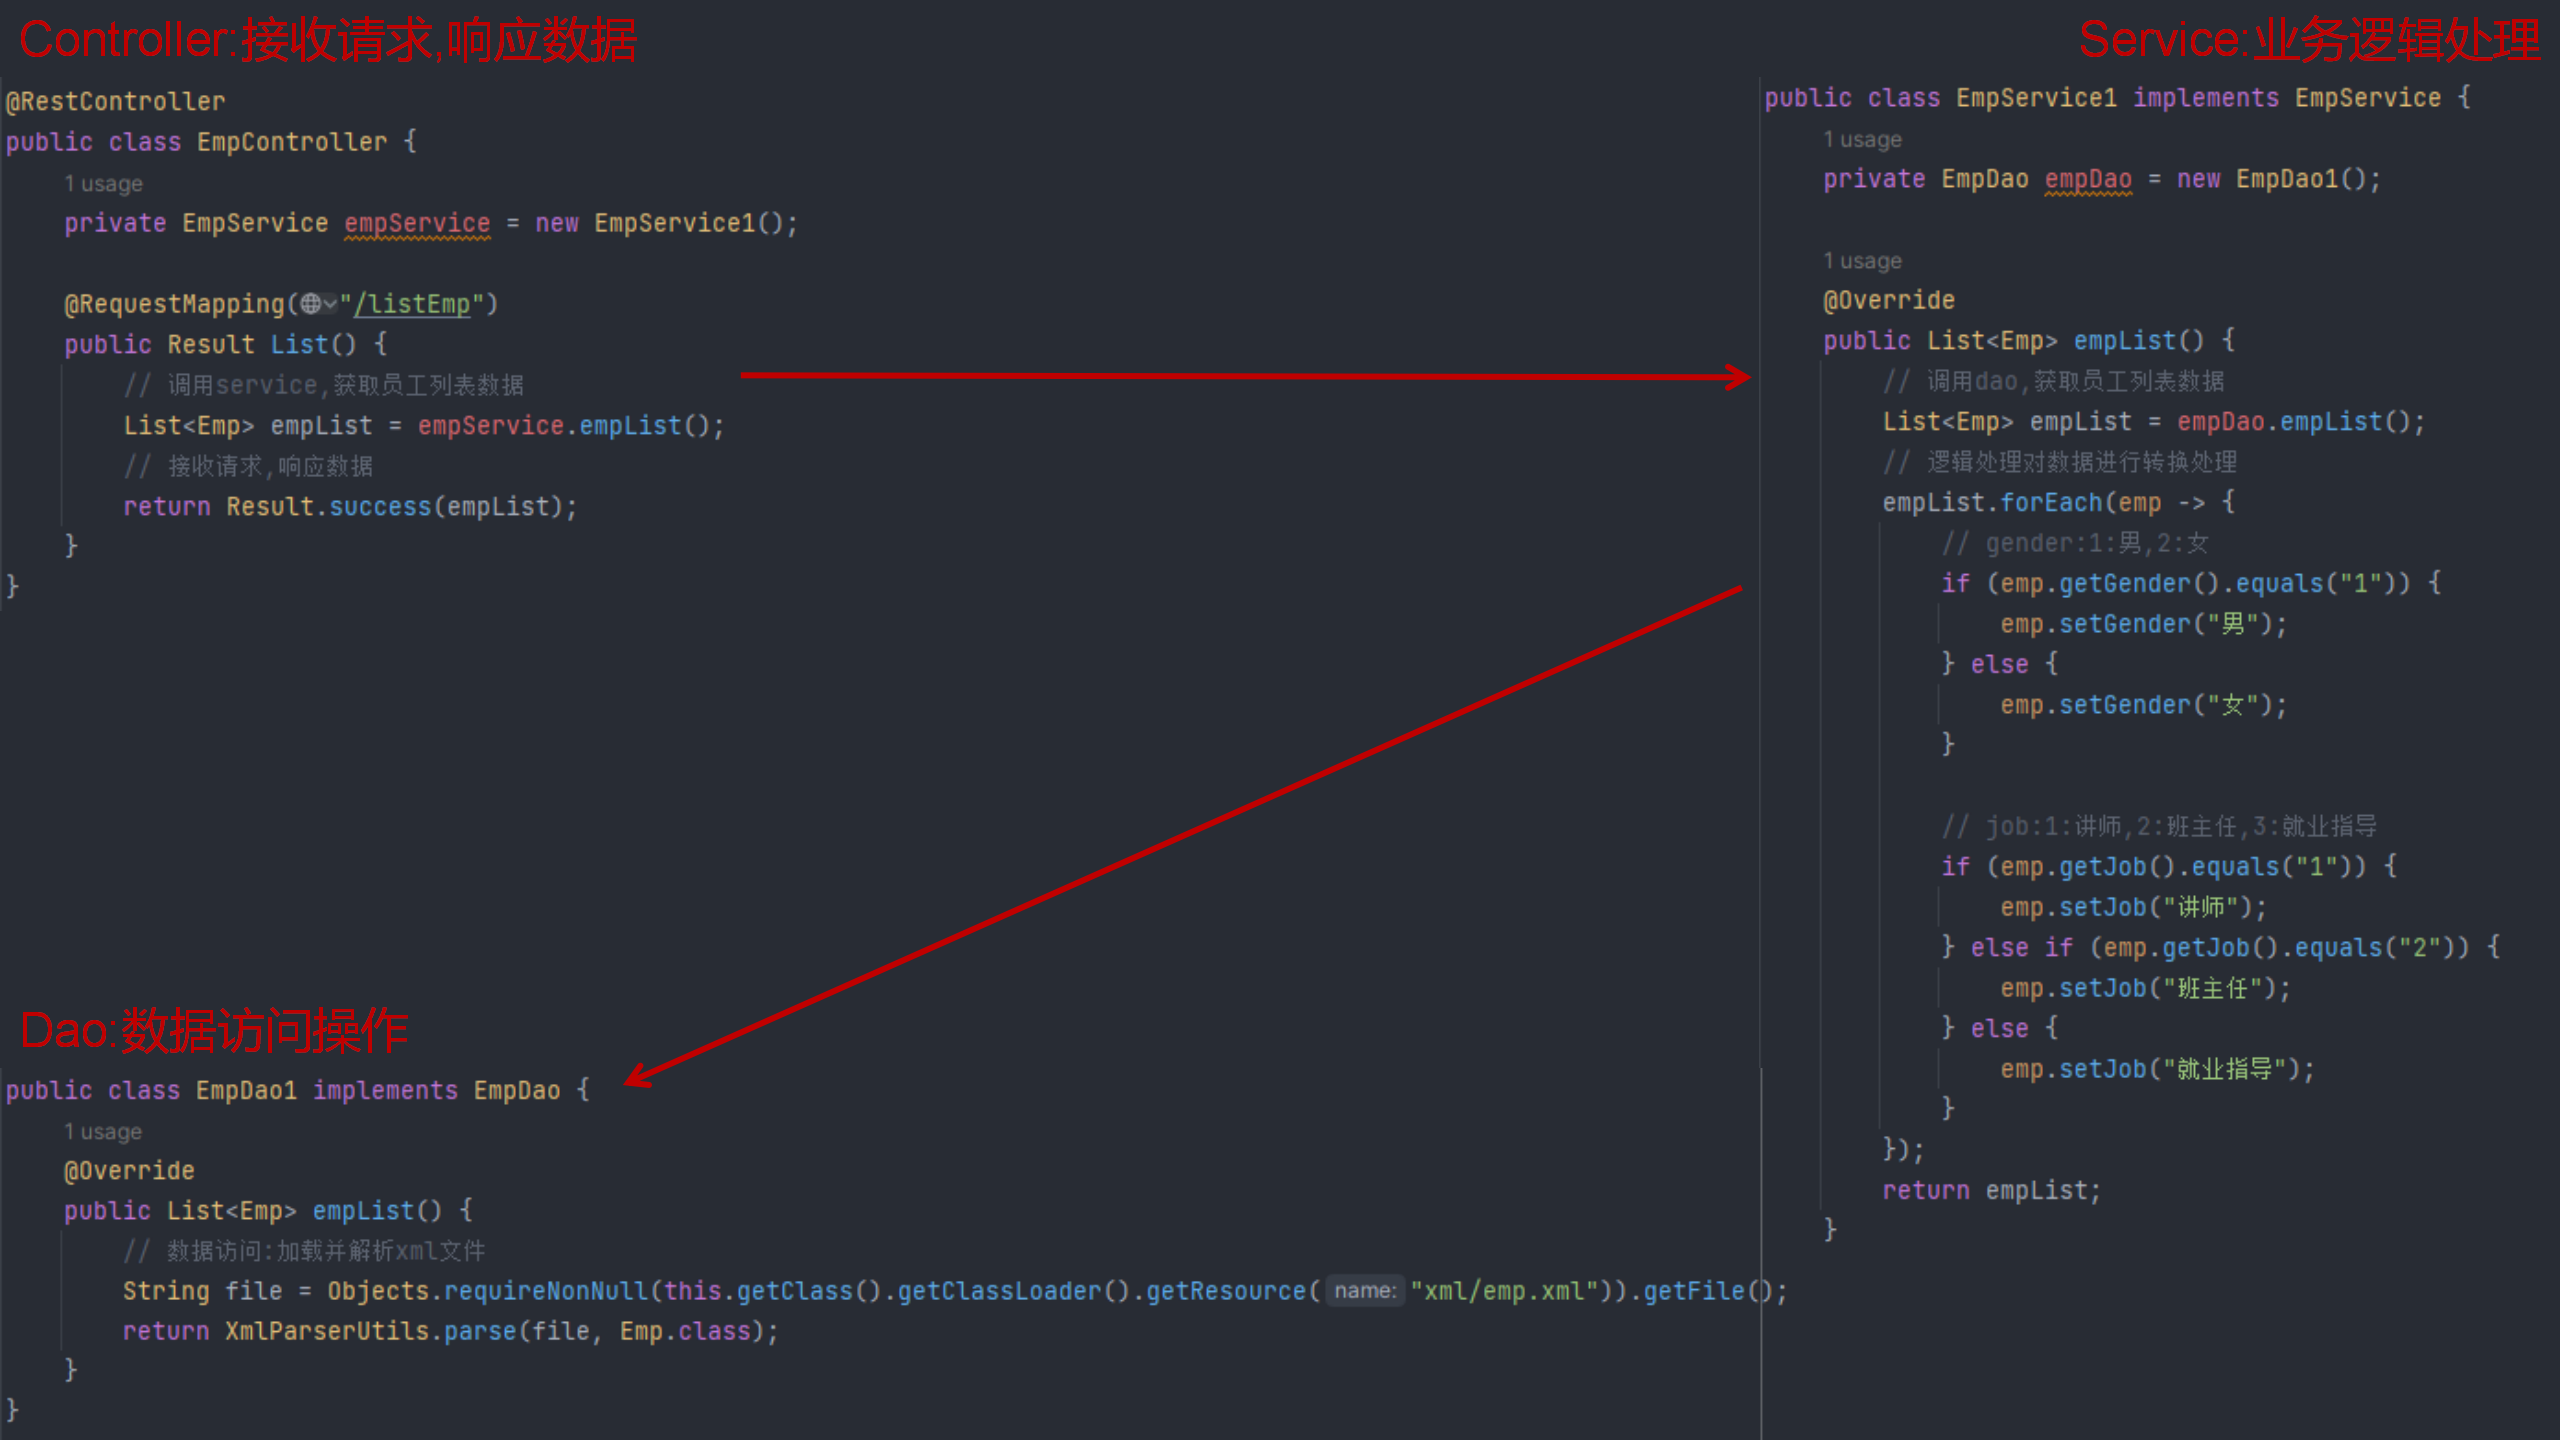 Controller:接收请求,响应数据
@RestController
public class EmpController {
1 usage
private EmpService empService = new EmpService1();
@RequestMapping("/listEmp")
public Result List() {
// 调用service,获取员工列表数据
List<Emp> empList = empService.empList();
// 接收请求,响应数据
return Result.success(empList);
}
}
Service:业务逻辑处理
public class EmpService1 implements EmpService {
1 usage
private EmpDao empDao = new EmpDao1();
1 usage
@Override
public List<Emp> empList() {
// 调用dao,获取员工列表数据
List<Emp> empList = empDao.empList();
// 逻辑处理对数据进行转换处理
empList.forEach(emp -> {
// gender:1:男,2:女
if (emp.getGender().equals("1")) {
emp.setGender("男");
} else {
emp.setGender("女");
}
// job:1:讲师,2:班主任,3:就业指导
if (emp.getJob().equals("1")) {
emp.setJob("讲师");
} else if (emp.getJob().equals("2")) {
emp.setJob("班主任");
} else {
emp.setJob("就业指导");
}
});
return empList;
}
Dao:数据访问操作
public class EmpDao1 implements EmpDao {
1 usage
@Override
public List<Emp> empList() {
// 数据访问:加载并解析xml文件
String file = Objects.requireNonNull(this.getClass().getClassLoader().getResource( name: "xml/emp.xml")).getFile();
return XmlParserUtils.parse(file, Emp.class);
}
}